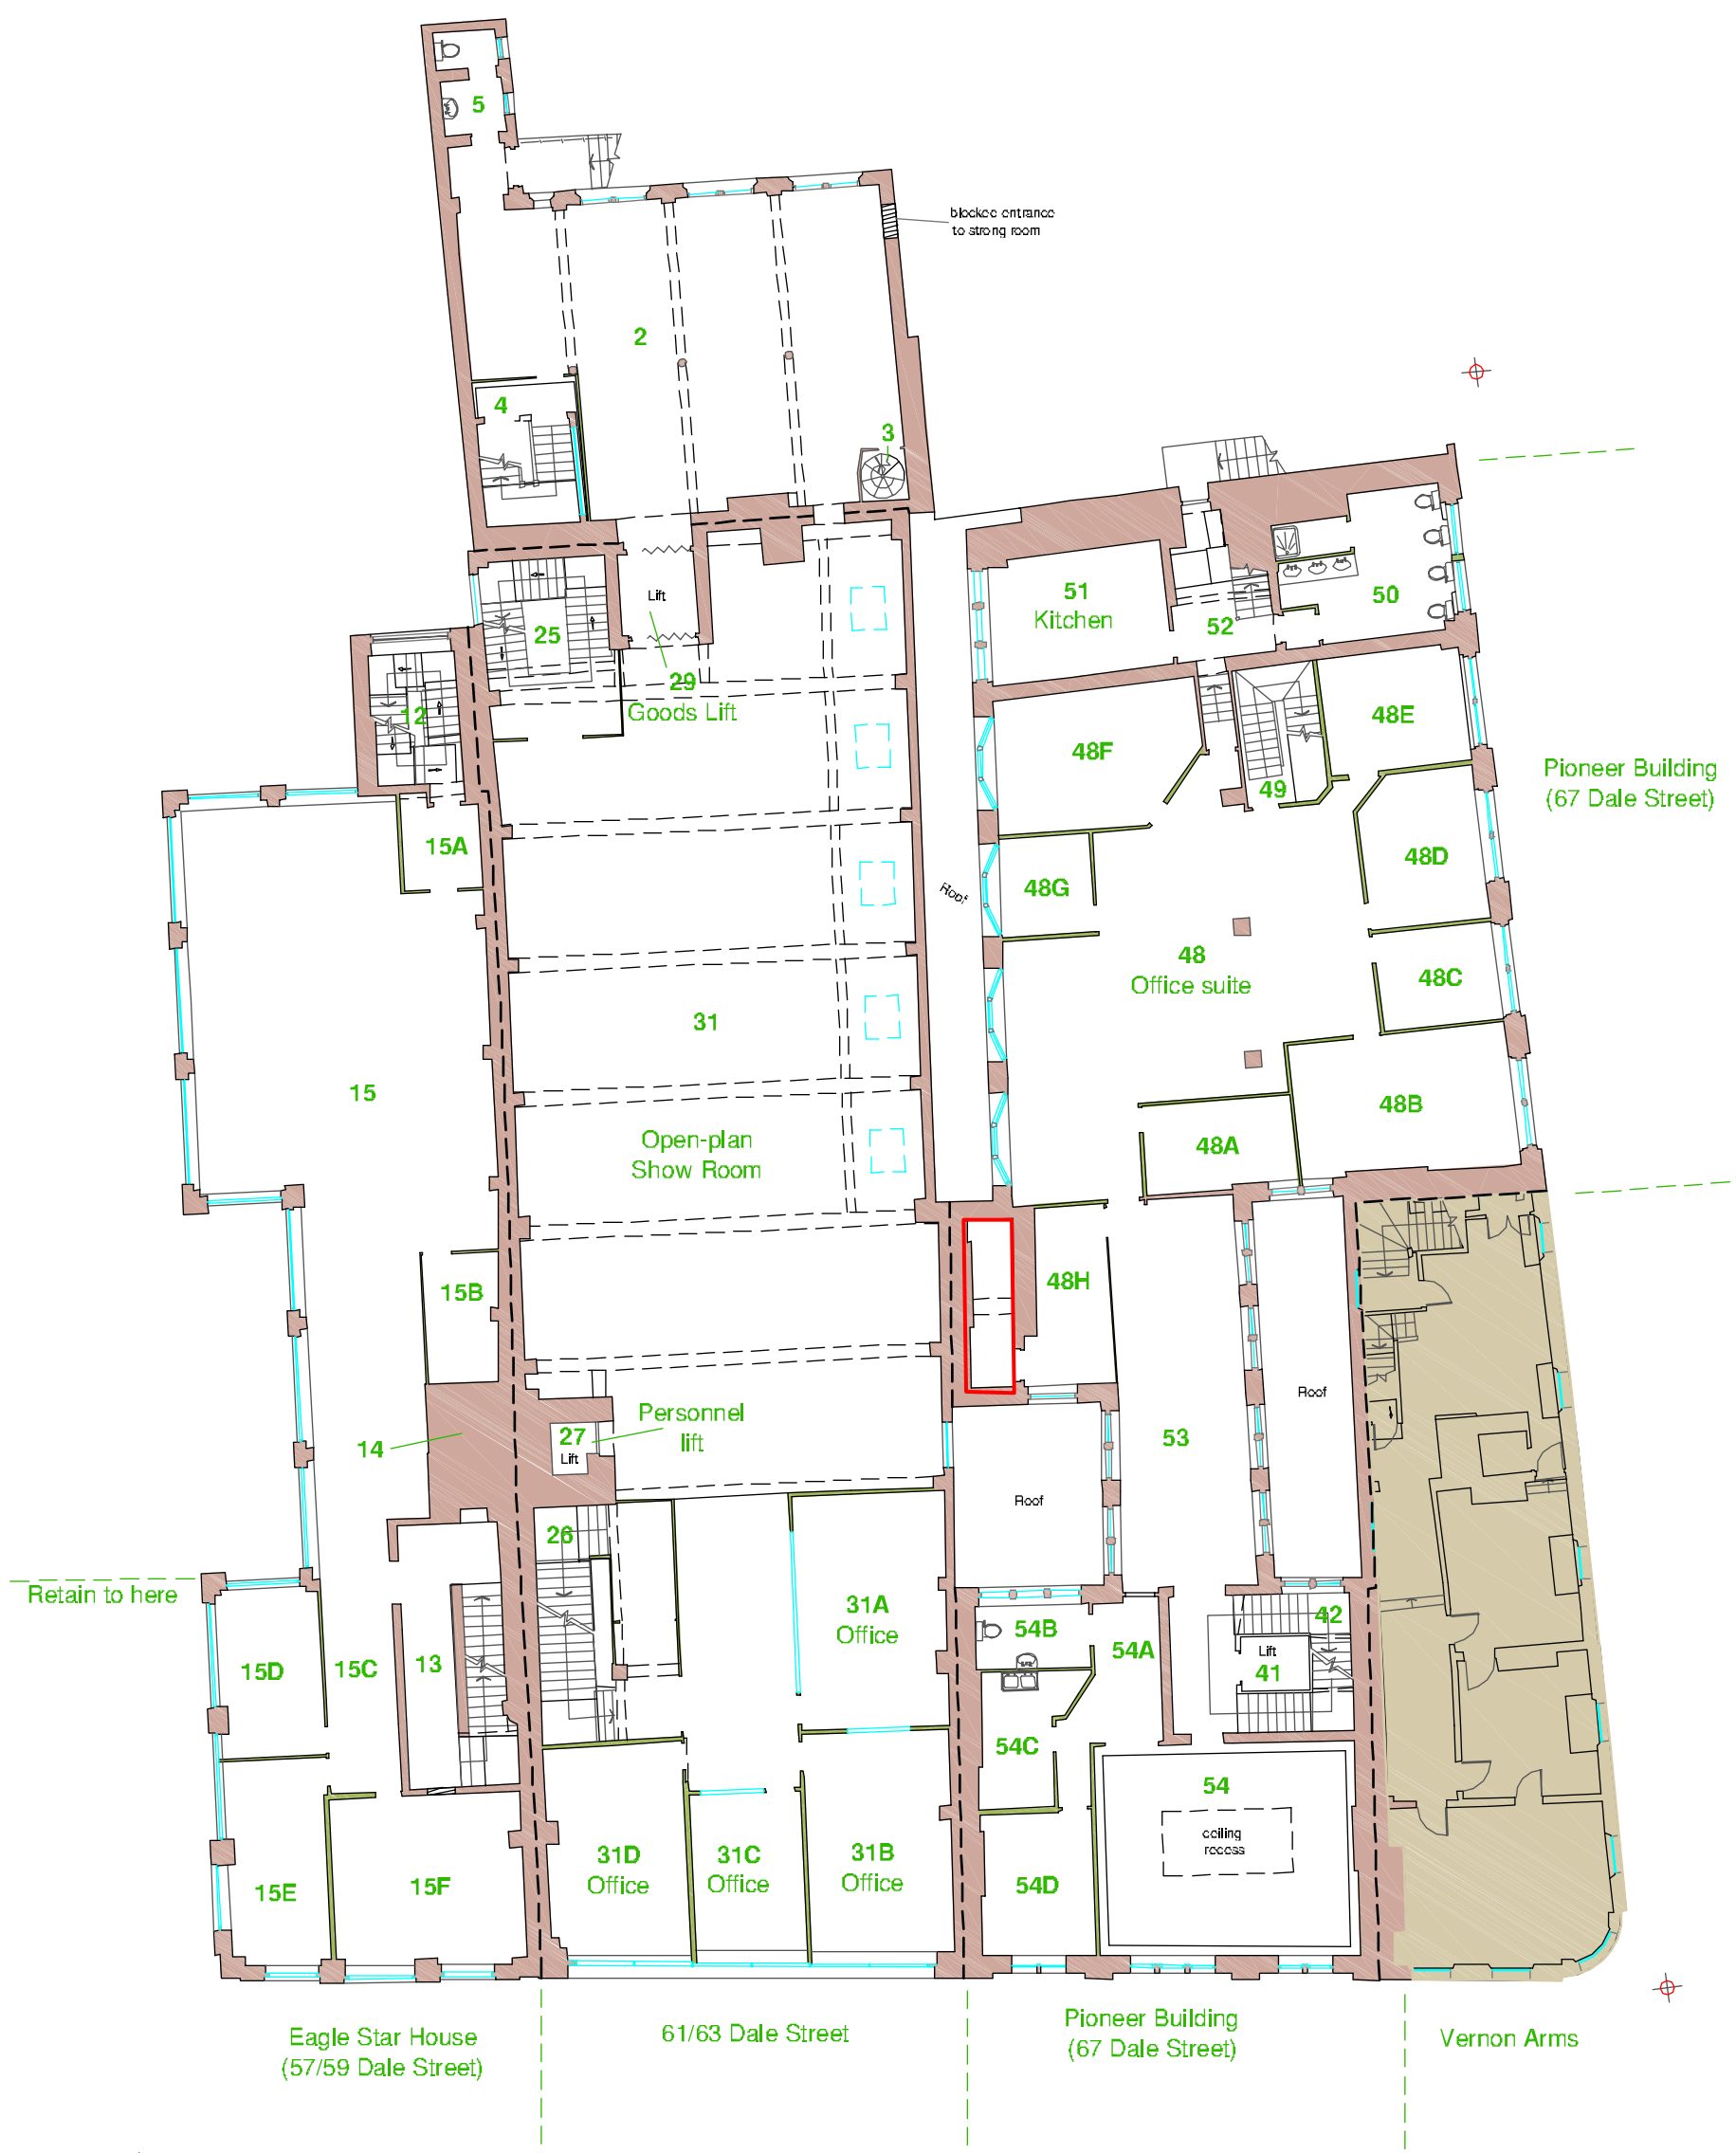 5
blockec entrance
to strong room
2
4
3
51
Kitchen
50
Lift
25
52
29
Goods Lift
12
48E
48F
Pioneer Building
(67 Dale Street)
49
15A
48D
48G
Roof
48
Office suite
48C
31
15
48B
Open-plan
Show Room
48A
15B
48H
Roof
Personnel
lift
27
Lift
14
53
Roof
26
Retain to here
31A
Office
42
54B
54A
Lift
41
15D
15C
13
54C
54
ceiling
recess
31D
Office
31C
Office
31B
Office
54D
15E
15F
Eagle Star House
(57/59 Dale Street)
61/63 Dale Street
Pioneer Building
(67 Dale Street)
Vernon Arms